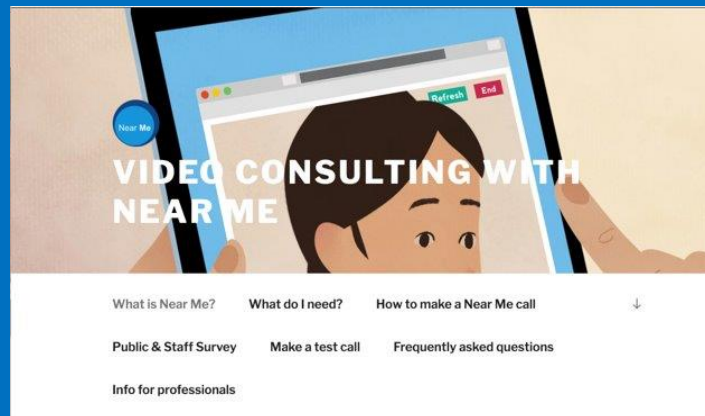 Refresh End
Near Me
VIDEO CONSULTING WITH
NEAR ME
What is Near Me? What do I need? How to make a Near Me call ↓
Public & Staff Survey Make a test call Frequently asked questions
Info for professionals